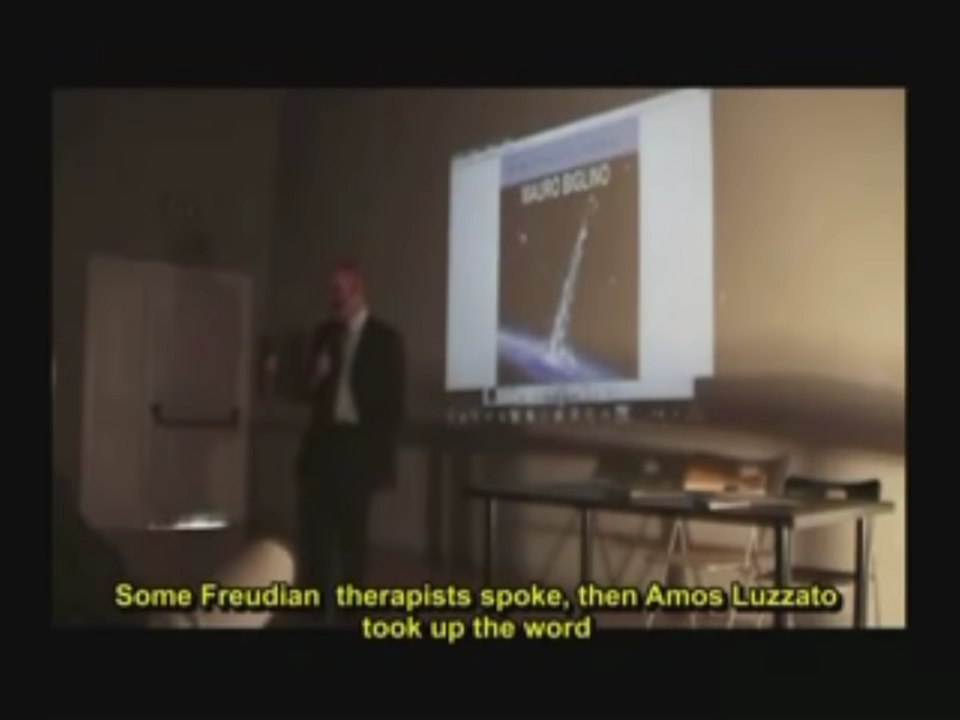 MAURO BIGLINO
Some Freudian therapists spoke, then Amos Luzzato
took up the word